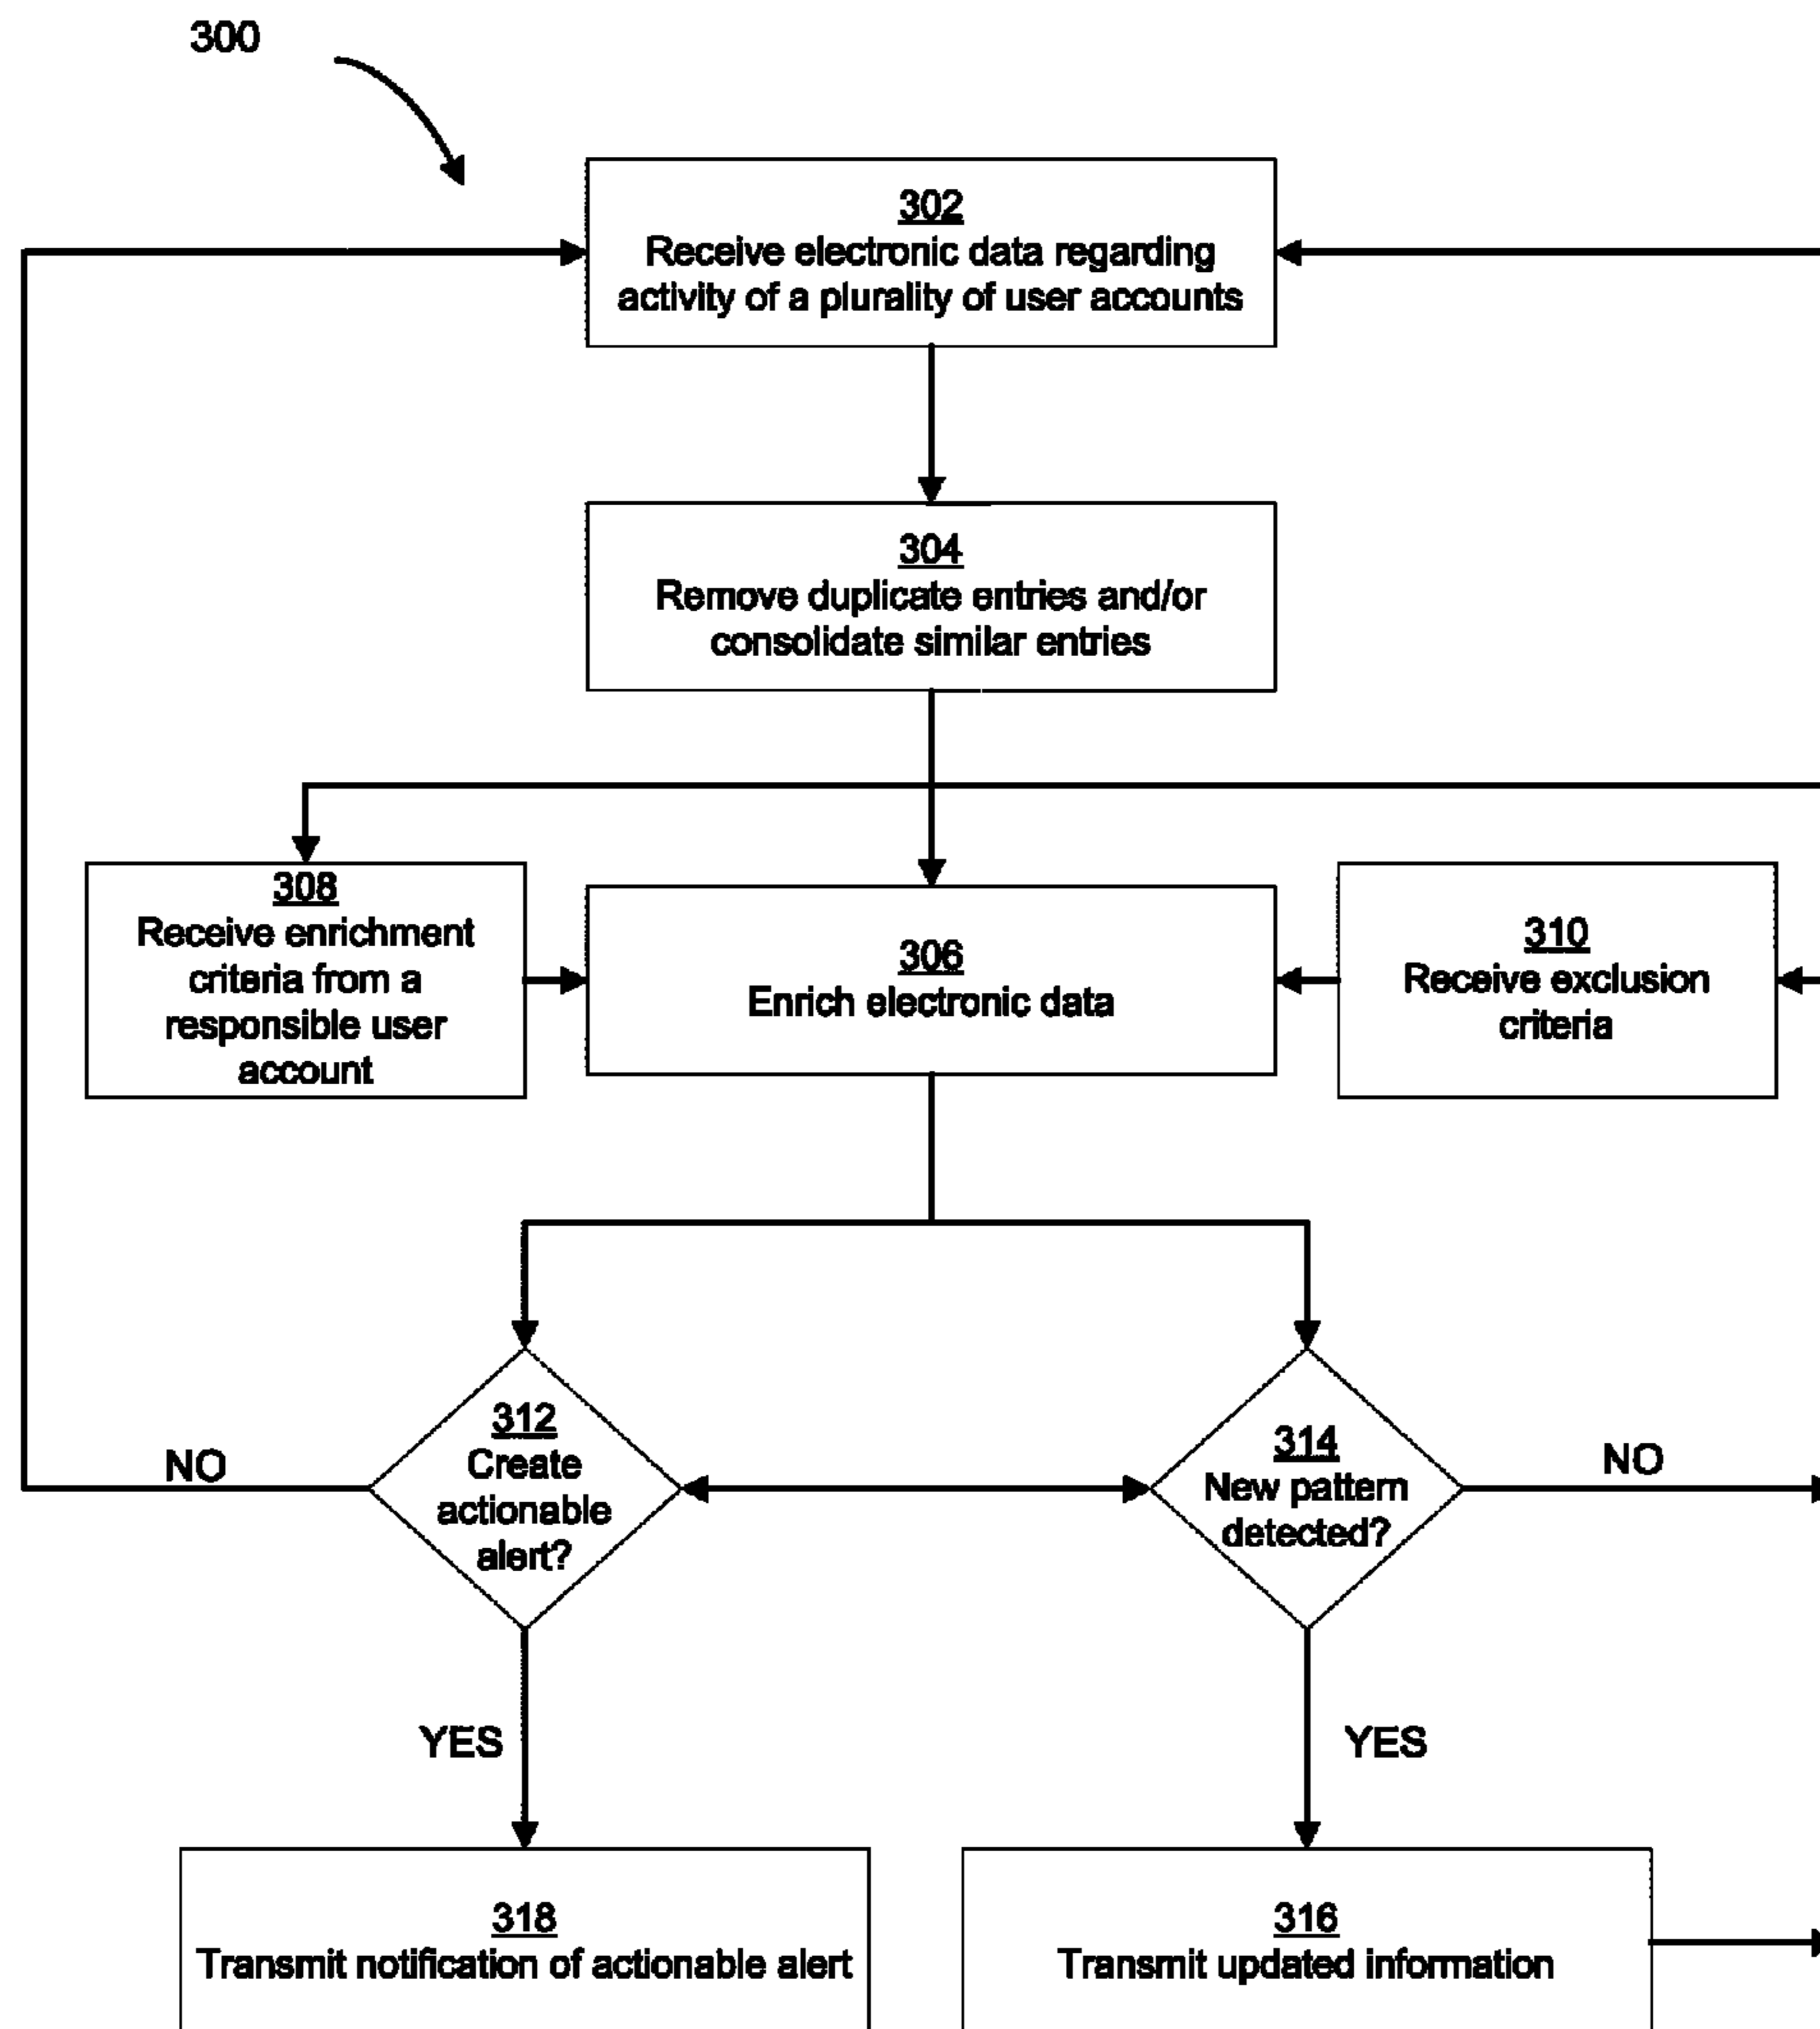 300
302
Receive electronic data regarding
activity of a plurality of user accounts
304
Remove duplicate entries and/or
consolidate similar entries
308
Receive enrichment
criteria from a
responsible user
account
306
Enrich electronic data
310
Receive exclusion
criteria
312
Create
actionable
alert?
314
New pattern
detected?
NO
NO
YES
YES
318
Transmit notification of actionable alert
316
Transmit updated information